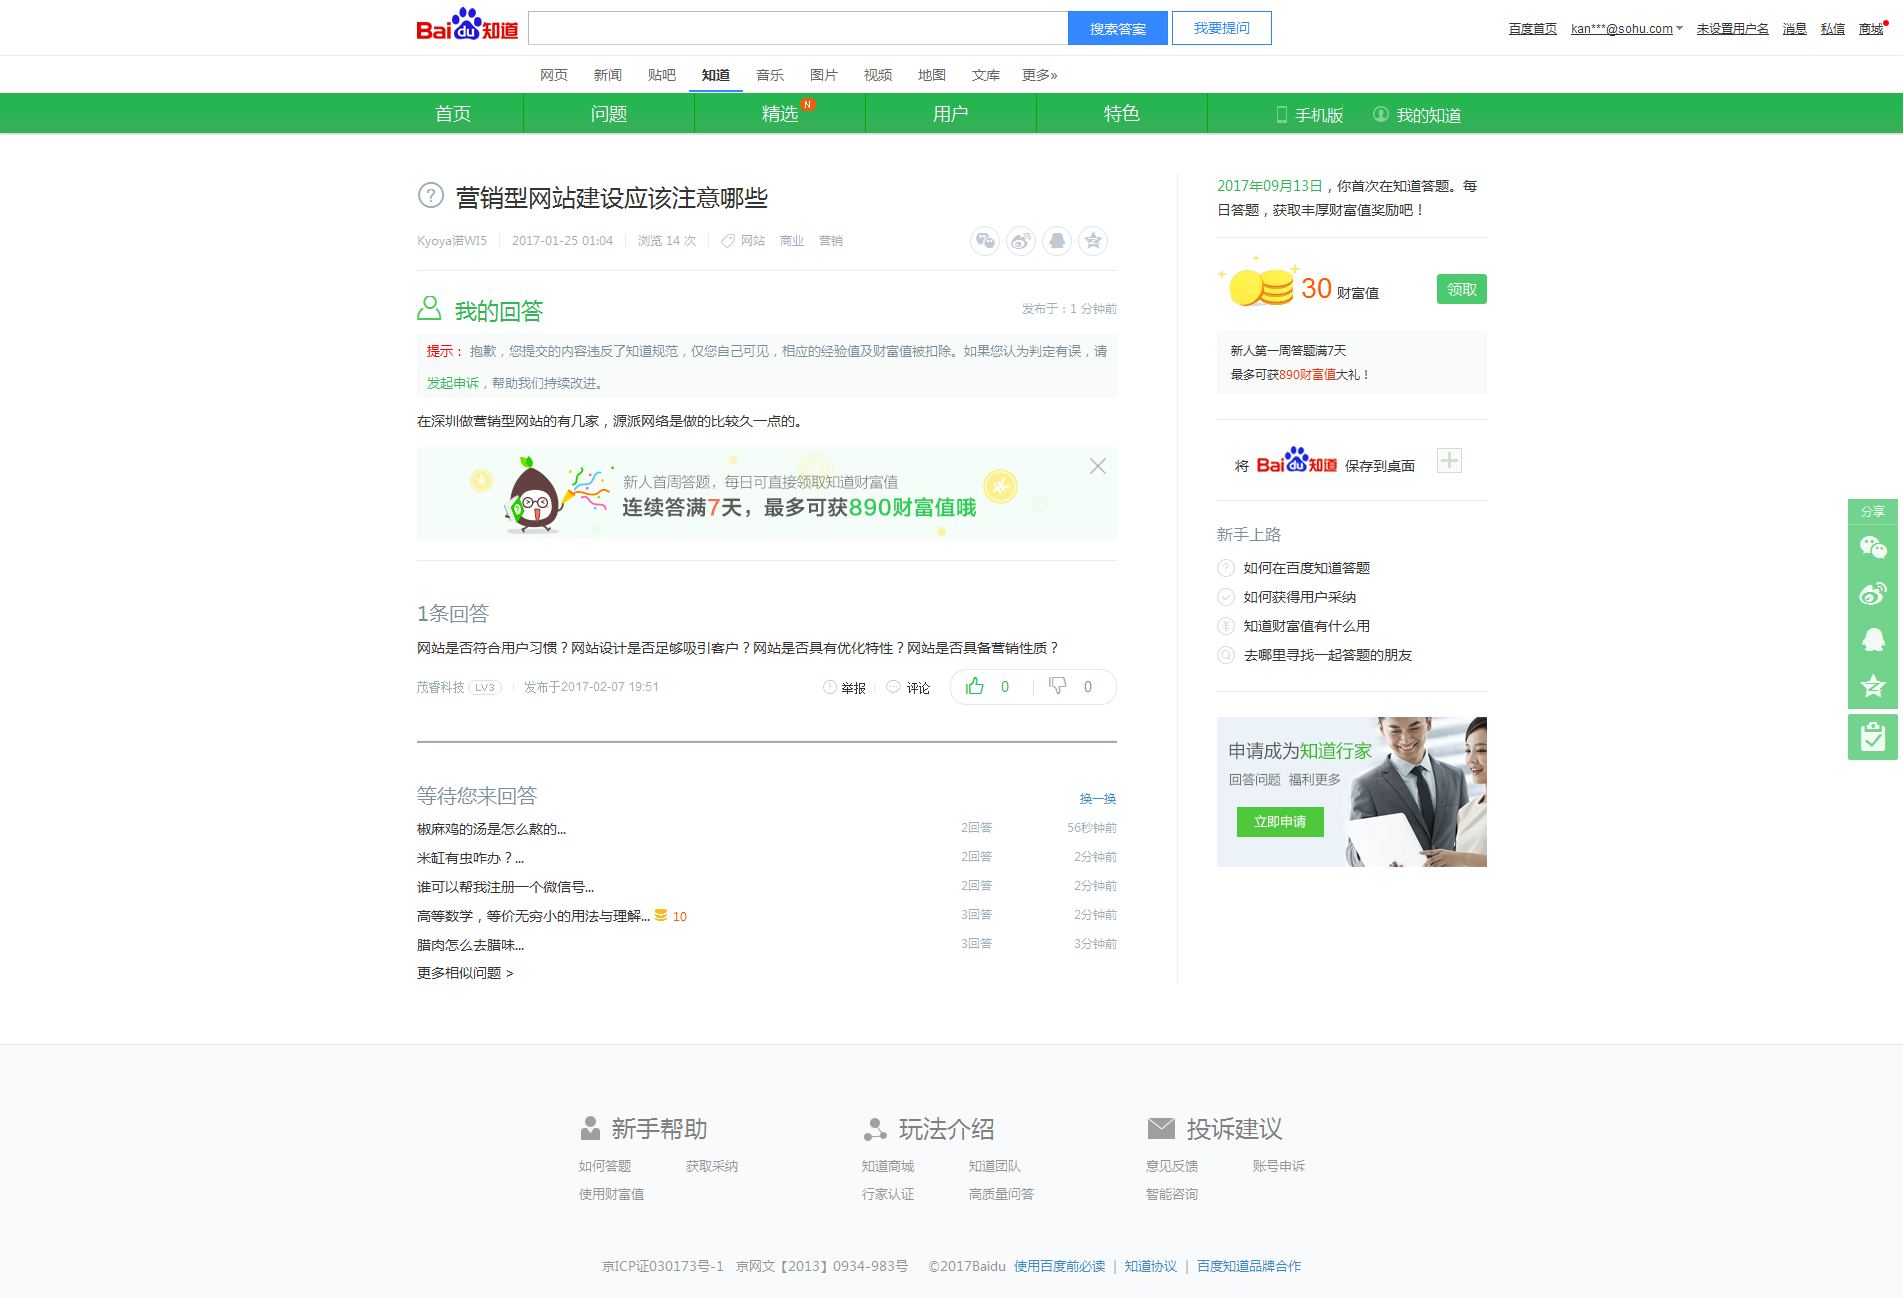 Bai du 知道 搜索答案 我要提问 百度首页 kan***@sohu.com 未设置用户名 消息 私信 商城
网页 新闻 贴吧 知道 音乐 图片 视频 地图 文库 更多»
首页 问题 精选 N 用户 特色 手机版 我的知道
营销型网站建设应该注意哪些
Kyoya诺WI5 2017-01-25 01:04 浏览 14 次 网站 商业 营销
我的回答 发布于：1 分钟前
提示： 抱歉，您提交的内容违反了知道规范，仅您自己可见，相应的经验值及财富值被扣除。如果您认为判定有误，请
发起申诉，帮助我们持续改进。
在深圳做营销型网站的有几家，源派网络是做的比较久一点的。
新人首周答题，每日可直接领取知道财富值
连续答满7天，最多可获890财富值哦
1条回答
网站是否符合用户习惯？网站设计是否足够吸引客户？网站是否具有优化特性？网站是否具备营销性质？
茂睿科技 LV3 发布于2017-02-07 19:51 举报 评论 0 0
等待您来回答 换一换
椒麻鸡的汤是怎么熬的... 2回答 56秒钟前
米缸有虫咋办？... 2回答 2分钟前
谁可以帮我注册一个微信号... 2回答 2分钟前
高等数学，等价无穷小的用法与理解... 10 3回答 2分钟前
腊肉怎么去腊味... 3回答 3分钟前
更多相似问题 >
2017年09月13日，你首次在知道答题。每
日答题，获取丰厚财富值奖励吧！
30 财富值 领取
新人第一周答题满7天
最多可获890财富值大礼！
将 Bai du 知道 保存到桌面
新手上路
如何在百度知道答题
如何获得用户采纳
知道财富值有什么用
去哪里寻找一起答题的朋友
申请成为知道行家
回答问题 福利更多
立即申请
分享
新手帮助 玩法介绍 投诉建议
如何答题 获取采纳 知道商城 知道团队 意见反馈 账号申诉
使用财富值 行家认证 高质量问答 智能咨询
京ICP证030173号-1 京网文【2013】0934-983号 ©2017Baidu 使用百度前必读 | 知道协议 | 百度知道品牌合作